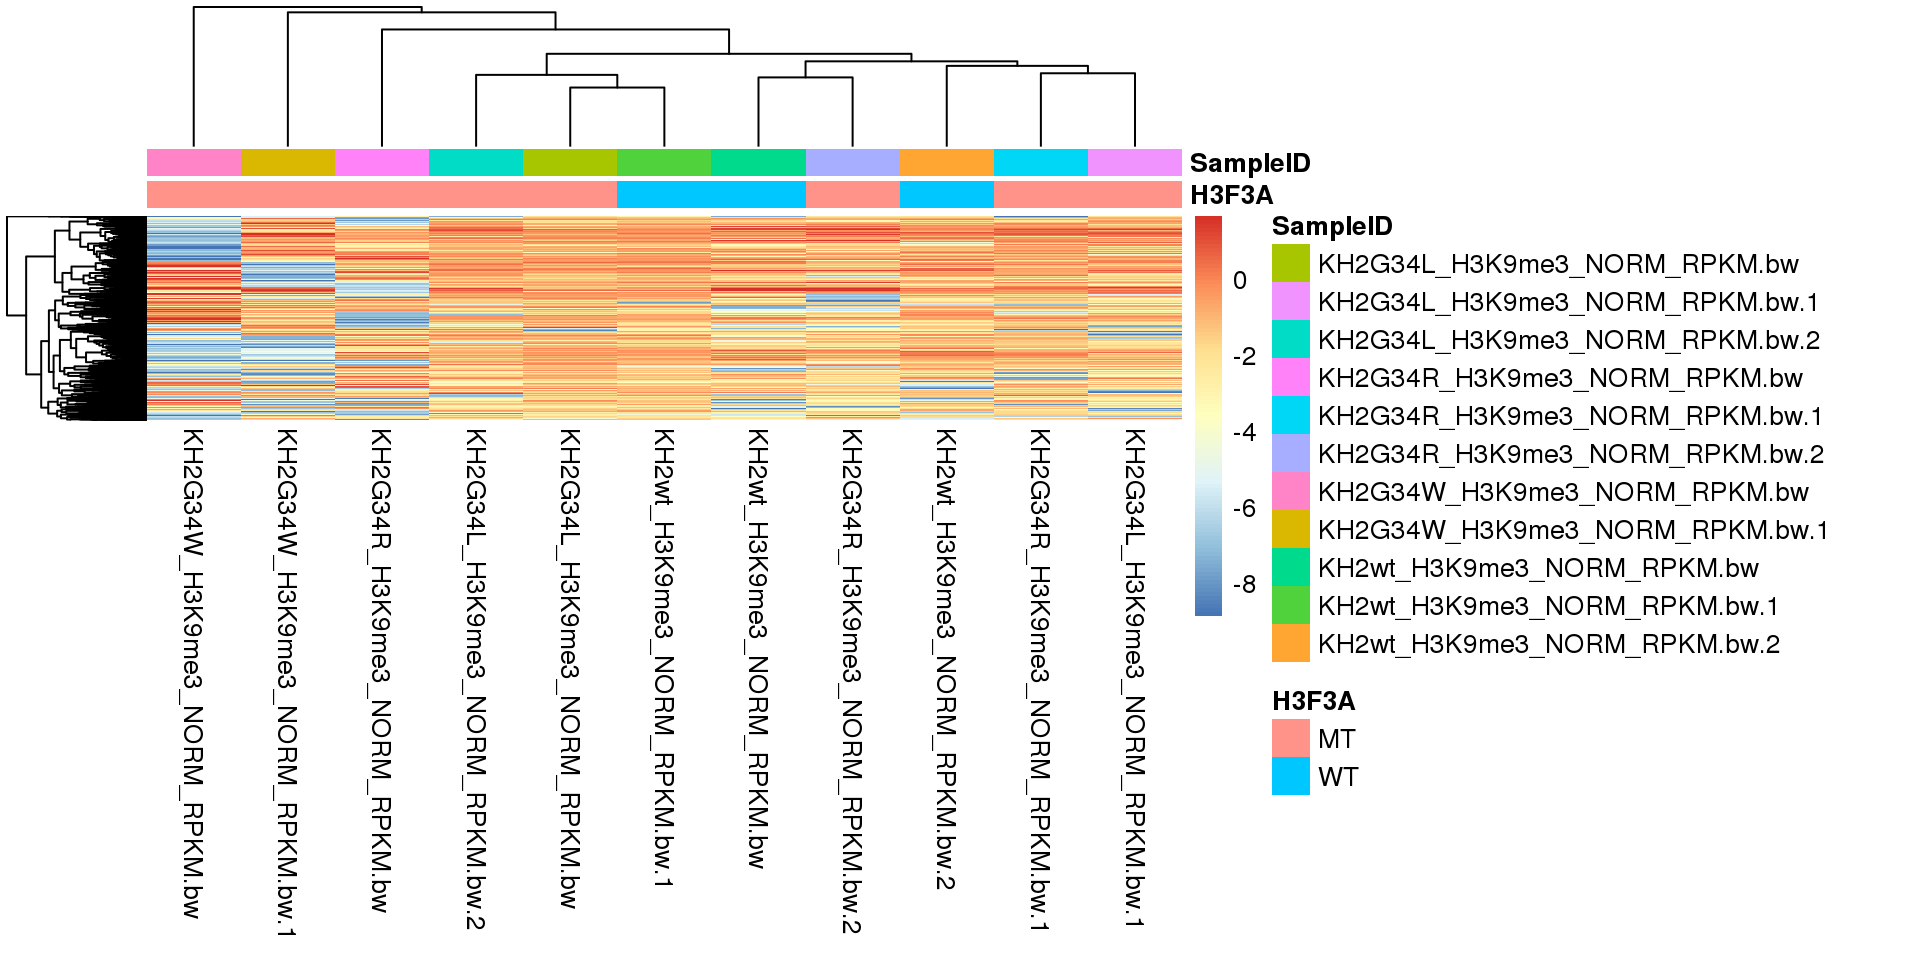 SampleID
H3F3A
0
-2
-4
-6
-8
SampleID
KH2G34L_H3K9me3_NORM_RPKM.bw
KH2G34L_H3K9me3_NORM_RPKM.bw.1
KH2G34L_H3K9me3_NORM_RPKM.bw.2
KH2G34R_H3K9me3_NORM_RPKM.bw
KH2G34R_H3K9me3_NORM_RPKM.bw.1
KH2G34R_H3K9me3_NORM_RPKM.bw.2
KH2G34W_H3K9me3_NORM_RPKM.bw
KH2G34W_H3K9me3_NORM_RPKM.bw.1
KH2wt_H3K9me3_NORM_RPKM.bw
KH2wt_H3K9me3_NORM_RPKM.bw.1
KH2wt_H3K9me3_NORM_RPKM.bw.2
H3F3A
MT
WT
KH2G34W_H3K9me3_NORM_RPKM.bw
KH2G34W_H3K9me3_NORM_RPKM.bw.1
KH2G34R_H3K9me3_NORM_RPKM.bw
KH2G34L_H3K9me3_NORM_RPKM.bw.2
KH2G34L_H3K9me3_NORM_RPKM.bw
KH2wt_H3K9me3_NORM_RPKM.bw.1
KH2wt_H3K9me3_NORM_RPKM.bw
KH2G34R_H3K9me3_NORM_RPKM.bw.2
KH2wt_H3K9me3_NORM_RPKM.bw.2
KH2G34R_H3K9me3_NORM_RPKM.bw.1
KH2G34L_H3K9me3_NORM_RPKM.bw.1